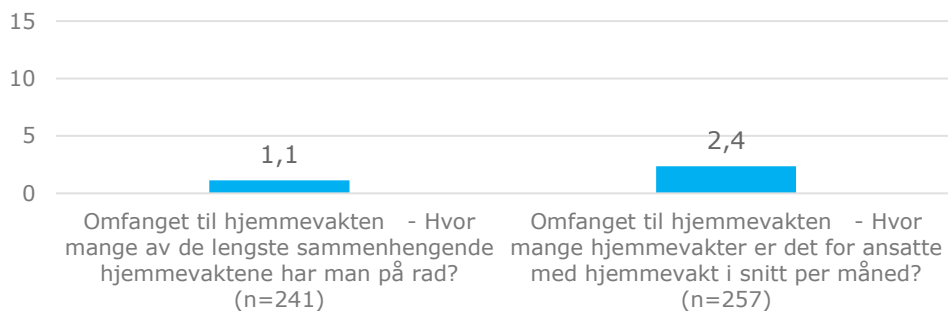 15
10
5
0
1,1
2,4
Omfanget til hjemmevakten - Hvor
mange av de lengste sammenhengende
hjemmevaktene har man på rad?
(n=241)
Omfanget til hjemmevakten - Hvor
mange hjemmevakter er det for ansatte
med hjemmevakt i snitt per måned?
(n=257)